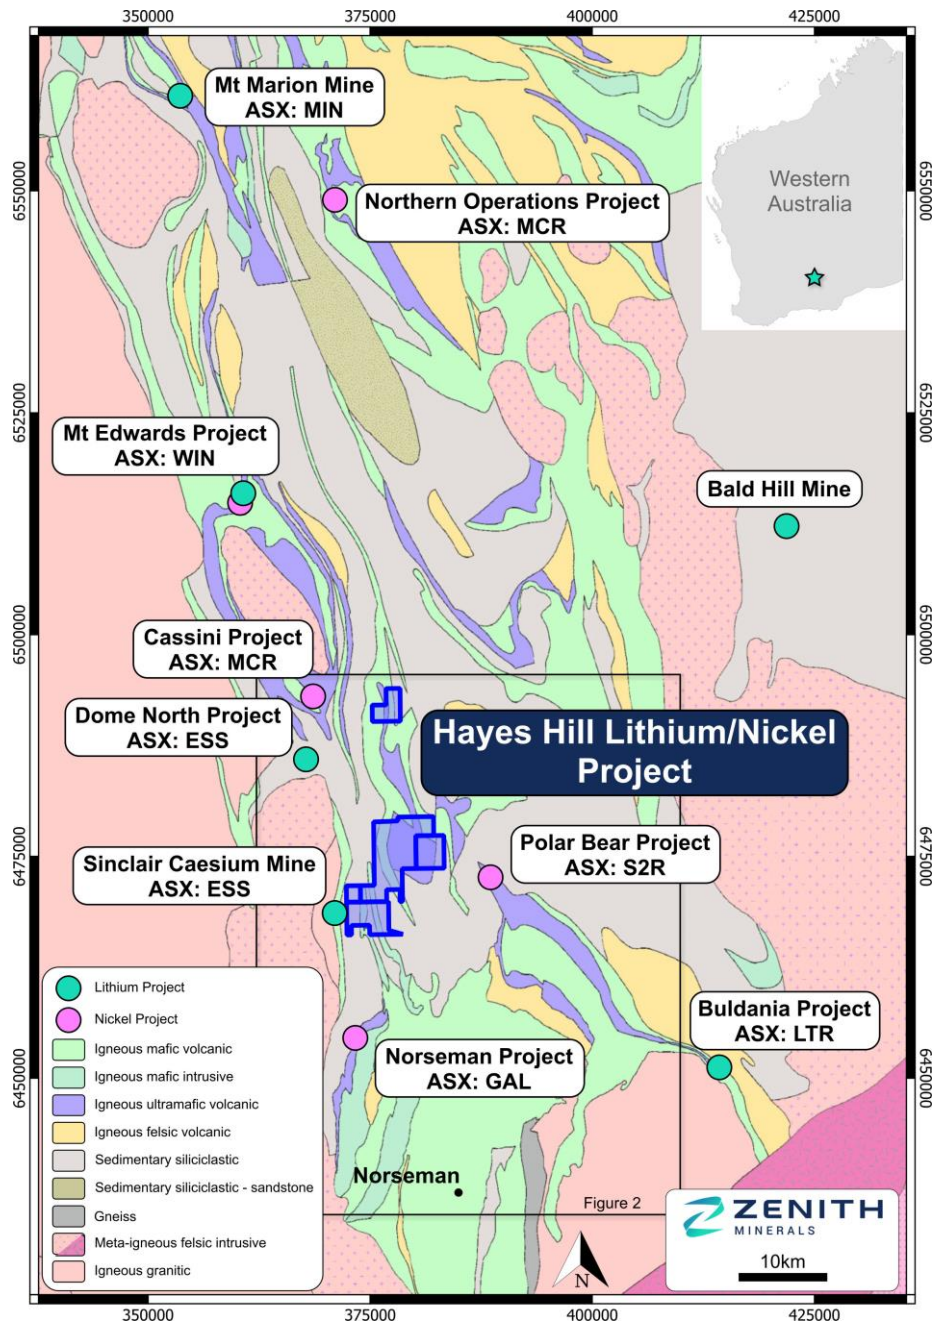 350000
375000
400000
425000
Mt Marion Mine
ASX: MIN
Western
Australia
6550000
6550000
Northern Operations Project
ASX: MCR
6525000
6525000
Mt Edwards Project
ASX: WIN
Bald Hill Mine
6500000
6500000
Cassini Project
ASX: MCR
Dome North Project
ASX: ESS
Hayes Hill Lithium/Nickel
Project
6475000
6475000
Sinclair Caesium Mine
ASX: ESS
Polar Bear Project
ASX: S2R
Buldania Project
ASX: LTR
Norseman Project
ASX: GAL
6450000
6450000
Norseman
Figure 2
Lithium Project
Nickel Project
Igneous mafic volcanic
Igneous mafic intrusive
Igneous ultramafic volcanic
Igneous felsic volcanic
Sedimentary siliciclastic
Sedimentary siliciclastic - sandstone
Gneiss
Meta-igneous felsic intrusive
Igneous granitic
N
ZENITH
MINERALS
10km
350000
375000
400000
425000